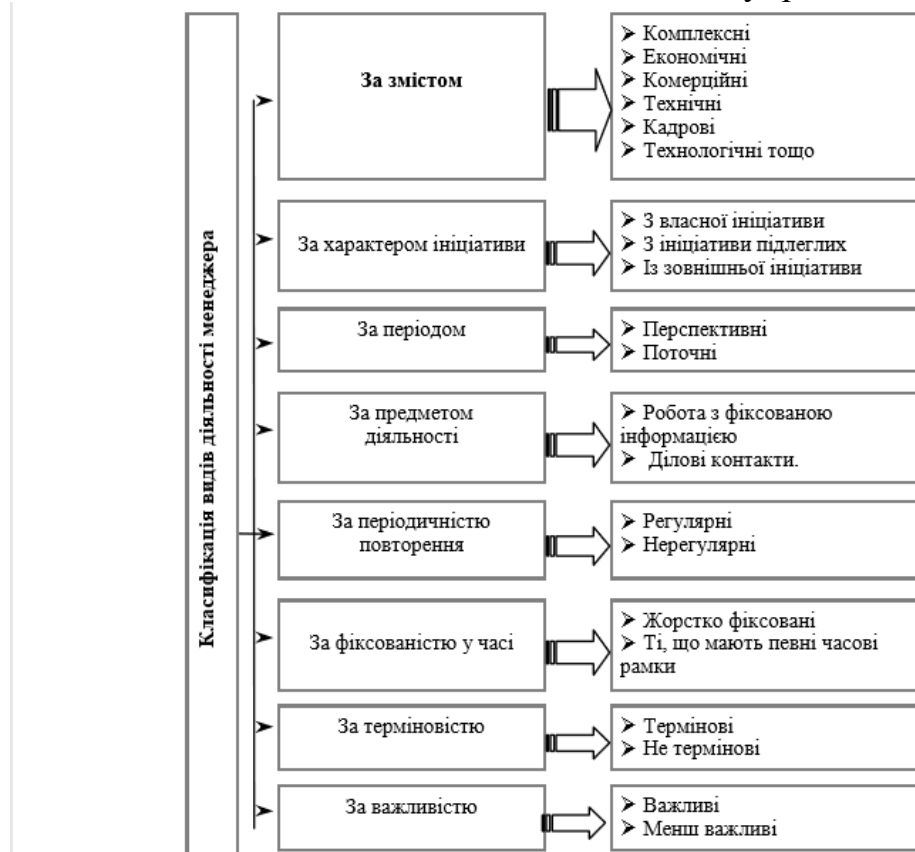 Класифікація видів діяльності менеджера
За змістом
➤ Комплексні
➤ Економічні
➤ Комерційні
➤ Технічні
➤ Кадрові
➤ Технологічні тощо
За характером ініціативи
➤ З власної ініціативи
➤ З ініціативи підлеглих
➤ Із зовнішньої ініціативи
За періодом
➤ Перспективні
➤ Поточні
За предметом
діяльності
➤ Робота з фіксованою
інформацією
➤ Ділові контакти.
За періодичністю
повторення
➤ Регулярні
➤ Нерегулярні
За фіксованістю у часі
➤ Жорстко фіксовані
➤ Ті, що мають певні часові
рамки
За терміновістю
➤ Термінові
➤ Не термінові
За важливістю
➤ Важливі
➤ Менш важливі